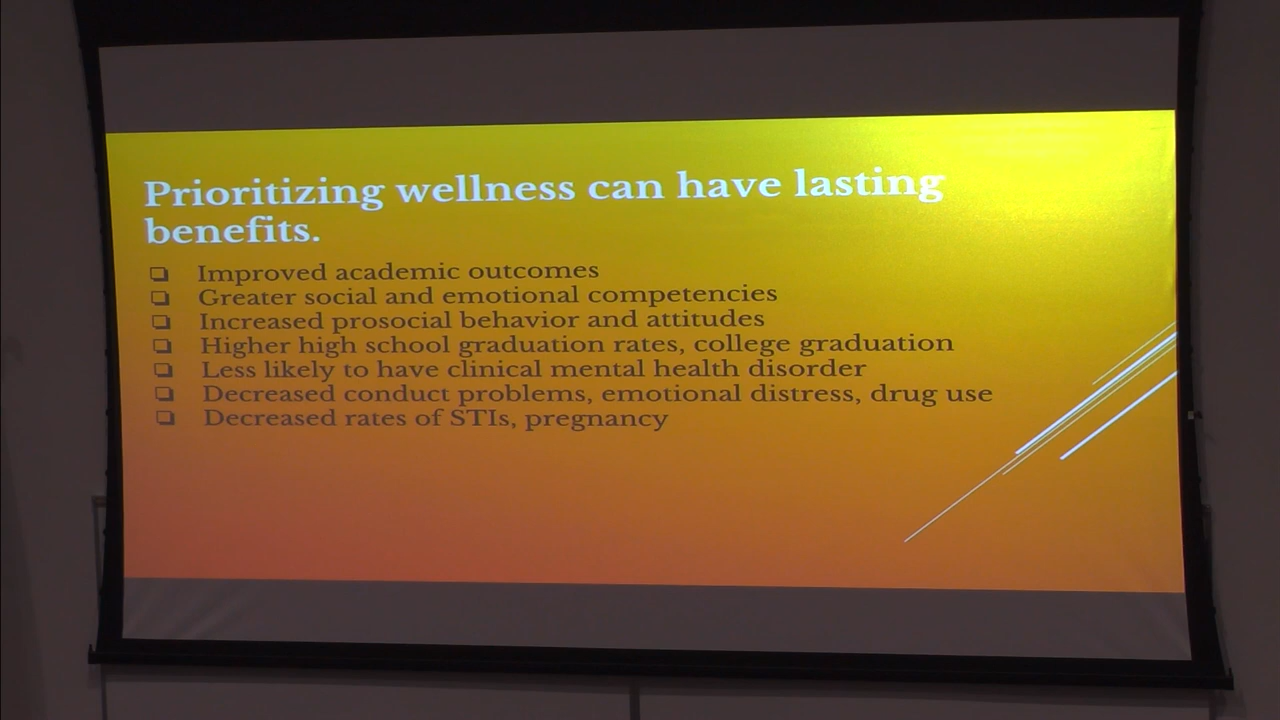 Prioritizing wellness can have lasting
benefits.
❏ Improved academic outcomes
❏ Greater social and emotional competencies
❏ Increased prosocial behavior and attitudes
❏ Higher high school graduation rates, college graduation
❏ Less likely to have clinical mental health disorder
❏ Decreased conduct problems, emotional distress, drug use
❏ Decreased rates of STIs, pregnancy